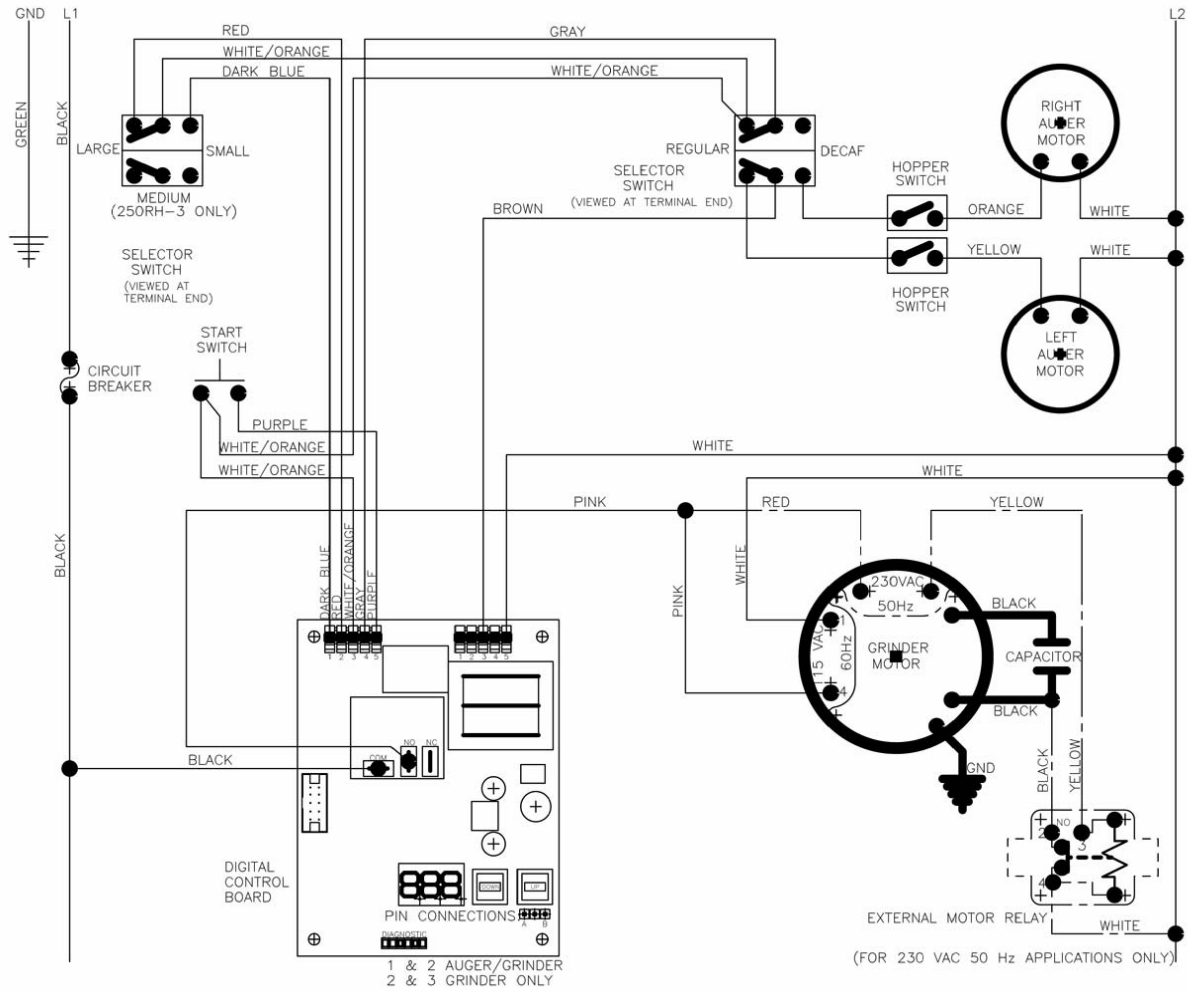 GND
L1
L2
RED
GRAY
WHITE/ORANGE
DARK BLUE
WHITE/ORANGE
GREEN
BLACK
LARGE
SMALL
MEDIUM
(250RH-3 ONLY)
SELECTOR
SWITCH
(VIEWED AT
TERMINAL END)
REGULAR
DECAF
SELECTOR
SWITCH
(VIEWED AT TERMINAL END)
BROWN
HOPPER
SWITCH
ORANGE
YELLOW
HOPPER
SWITCH
WHITE
WHITE
RIGHT
MOTOR
LEFT
MOTOR
START
SWITCH
CIRCUIT
BREAKER
PURPLE
WHITE/ORANGE
WHITE/ORANGE
WHITE
WHITE
PINK
RED
YELLOW
BLACK
DARK BLUE
RED
WHITE/ORANGE
GRAY
PURPLE
1 2 3 4 5
1 2 3 4 5
WHITE
PINK
230VAC
50Hz
1
15 VAC
60Hz
4
GRINDER
MOTOR
BLACK
CAPACITOR
BLACK
GND
BLACK
YELLOW
BLACK
COM
NO
NC
DIGITAL
CONTROL
BOARD
DOWN
UP
PIN CONNECTIONS
A B
DIAGNOSTIC
1 & 2 AUGER/GRINDER
2 & 3 GRINDER ONLY
2
NO
3
4
EXTERNAL MOTOR RELAY
WHITE
(FOR 230 VAC 50 Hz APPLICATIONS ONLY)